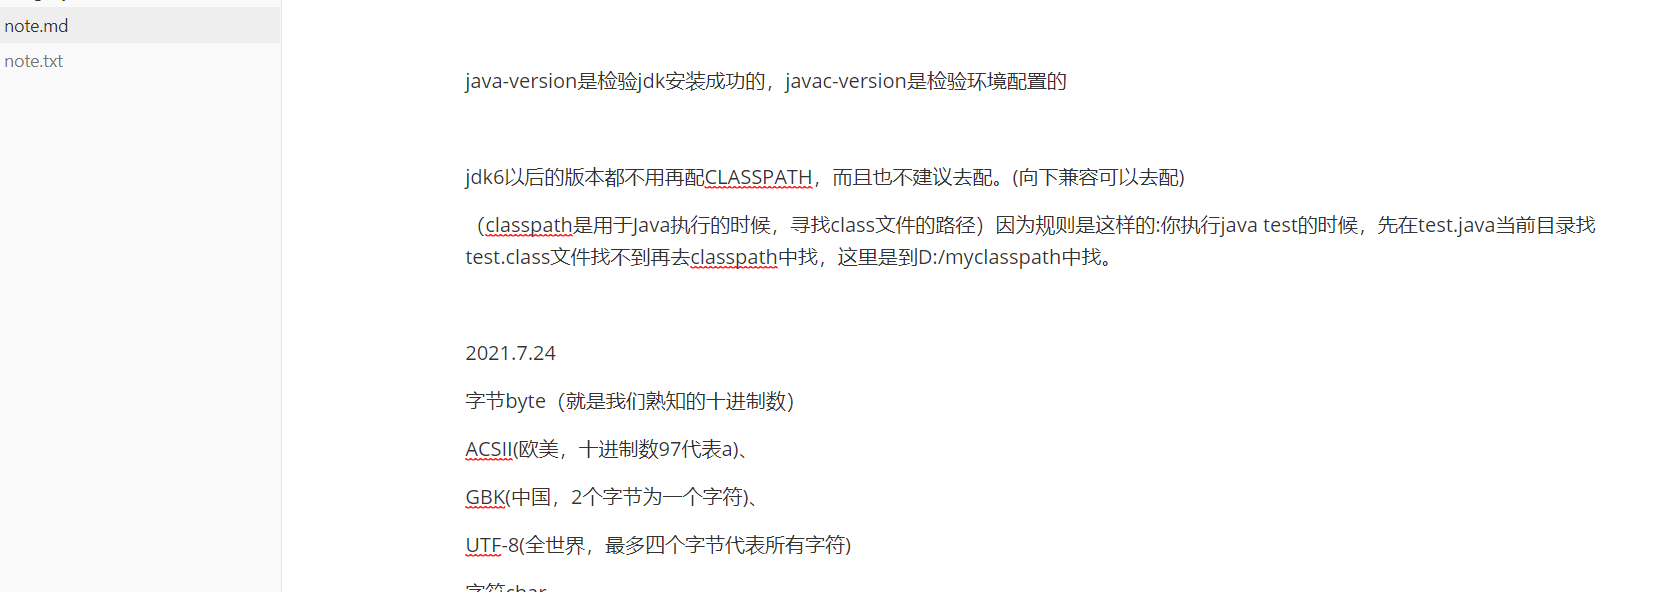 note.md
note.txt
java-version是检验jdk安装成功的，javac-version是检验环境配置的
jdk6以后的版本都不用再配CLASSPATH，而且也不建议去配。(向下兼容可以去配)
（classpath是用于Java执行的时候，寻找class文件的路径）因为规则是这样的:你执行java test的时候，先在test.java当前目录找
test.class文件找不到再去classpath中找，这里是到D:/myclasspath中找。
2021.7.24
字节byte（就是我们熟知的十进制数）
ACSII(欧美，十进制数97代表a)、
GBK(中国，2个字节为一个字符)、
UTF-8(全世界，最多四个字节代表所有字符)
字符char